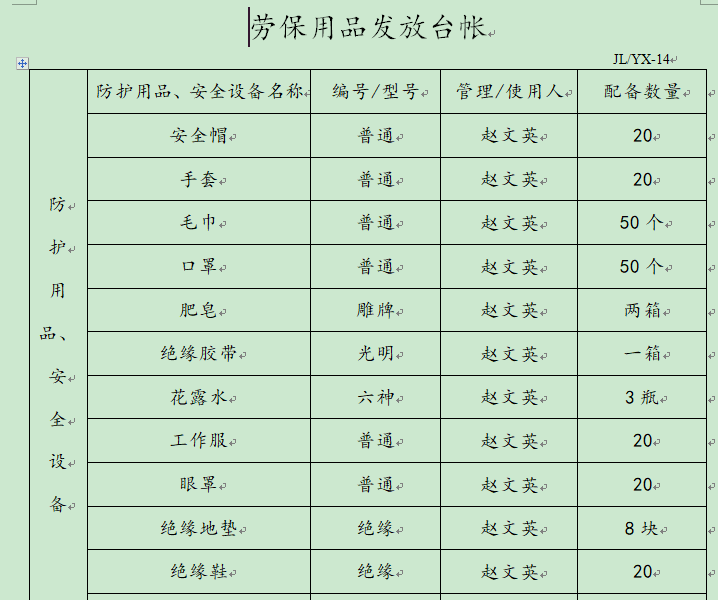 劳保用品发放台帐
JL/YX-14
防护用品、安全设备
防护用品、安全设备名称 编号/型号 管理/使用人 配备数量
安全帽 普通 赵文英 20
手套 普通 赵文英 20
毛巾 普通 赵文英 50 个
口罩 普通 赵文英 50 个
肥皂 雕牌 赵文英 两箱
绝缘胶带 光明 赵文英 一箱
花露水 六神 赵文英 3 瓶
工作服 普通 赵文英 20
眼罩 普通 赵文英 20
绝缘地垫 绝缘 赵文英 8 块
绝缘鞋 绝缘 赵文英 20